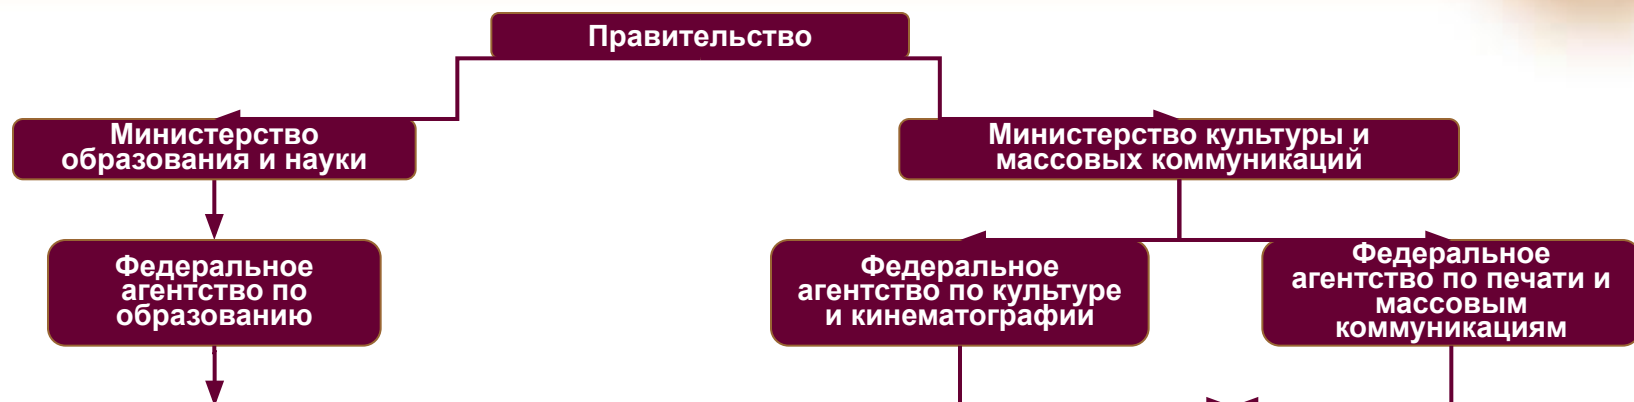 Правительство
Министерство
образования и науки
Министерство культуры и
массовых коммуникаций
Федеральное
агентство по
образованию
Федеральное
агентство по культуре
и кинематографии
Федеральное
агентство по печати и
массовым
коммуникациям